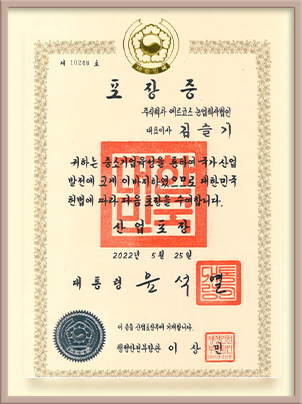 제 10268 호
포장증
주식회사 에르코스 농업회사법인
대표이사 김슬기
귀하는 중소기업육성을 통하여 국가산업
발전에 크게 이바지하였으므로 대한민국
헌법에 따라 다음 포장을 수여합니다.
산업포장
2022년 5월 25일
대통령 윤석열
이 증을 산업포장부에 기재합니다.
행정안전부장관 이상민